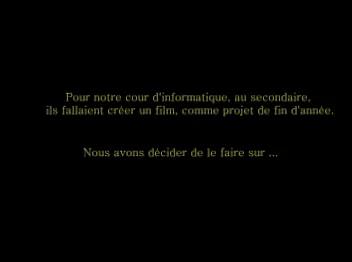 Pour notre cour d'informatique, au secondaire,
ils fallaient créer un film, comme projet de fin d'année.
Nous avons décider de le faire sur ...